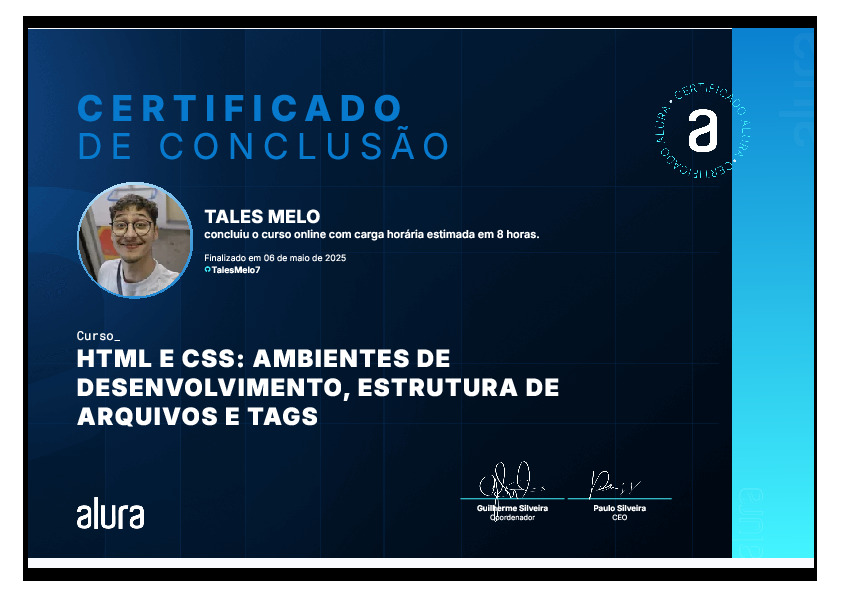 CERTIFICADO
DE CONCLUSÃO
CERTIFICADO ALURA • CERTIFICADO ALURA •
a
TALES MELO
concluiu o curso online com carga horária estimada em 8 horas.
Finalizado em 06 de maio de 2025
TalesMelo7
Curso_
HTML E CSS: AMBIENTES DE
DESENVOLVIMENTO, ESTRUTURA DE
ARQUIVOS E TAGS
alura
Guilherme Silveira
Coordenador
Paulo Silveira
CEO
alura
alura